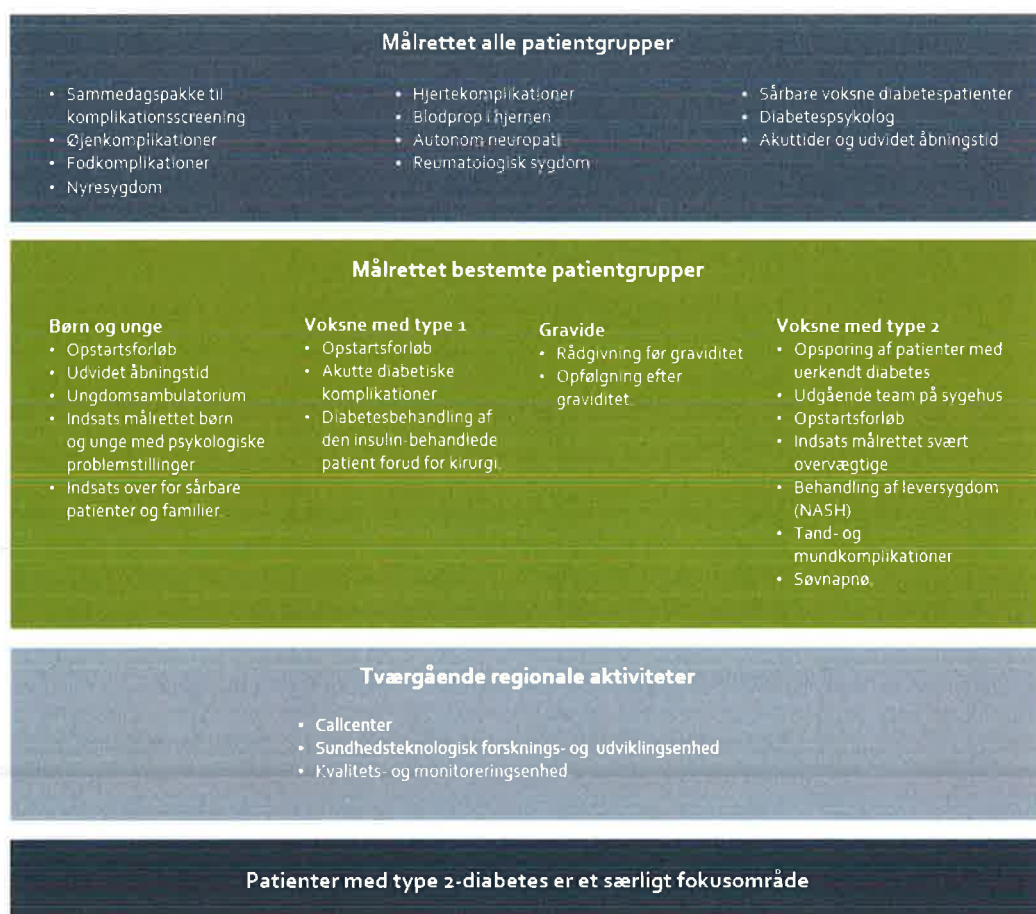 Målrettet alle patientgrupper
• Sammedagspakke til
komplikationsscreening
• Øjenkomplikationer
• Fodkomplikationer
• Nyresygdom
• Hjertekomplikationer
• Blodprop i hjernen
• Autonom neuropati
• Reumatologisk sygdom
• Sårbare voksne diabetespatienter
• Diabetespsykolog
• Akuttider og udvidet åbningstid
Målrettet bestemte patientgrupper
Børn og unge
• Opstartsforløb
• Udvidet åbningstid
• Ungdomsambulatorium
• Indsats målrettet børn
og unge med psykologiske
problemstillinger
• Indsats over for sårbare
patienter og familier.
Voksne med type 1
• Opstartsforløb
• Akutte diabetiske
komplikationer
• Diabetesbehandling af
den insulin-behandlede
patient forud for kirurgi.
Gravide
• Rådgivning før graviditet
• Opfølgning efter
graviditet.
Voksne med type 2
• Opsporing af patienter med
uerkendt diabetes
• Udgående team på sygehus
• Opstartsforløb
• Indsats målrettet svært
overvægtige
• Behandling af leversygdom
(NASH)
• Tand- og
mundkomplikationer
• Søvnapnø.
Tværgående regionale aktiviteter
• Callcenter
• Sundhedsteknologisk forsknings- og udviklingsenhed
• Kvalitets- og monitoreringsenhed.
Patienter med type 2-diabetes er et særligt fokusområde